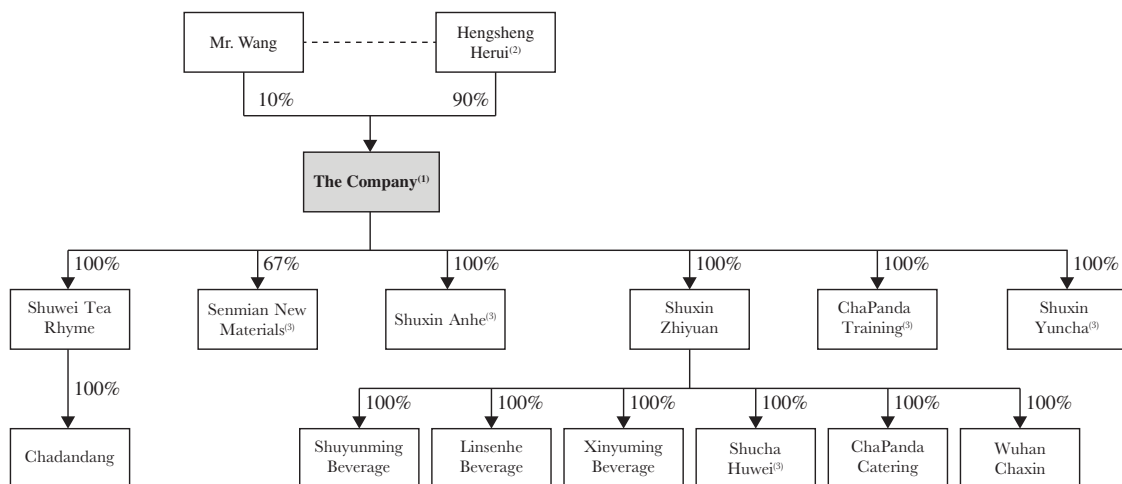 Mr. Wang
Hengsheng
Herui(2)
10%
90%
The Company(1)
100%
67%
100%
100%
100%
100%
Shuwei Tea
Rhyme
Senmian New
Materials(3)
Shuxin Anhe(3)
Shuxin
Zhiyuan
ChaPanda
Training(3)
Shuxin
Yuncha(3)
100%
100%
100%
100%
100%
100%
100%
Chadandang
Shuyunming
Beverage
Linsenhe
Beverage
Xinyuming
Beverage
Shucha
Huwei(3)
ChaPanda
Catering
Wuhan
Chaxin